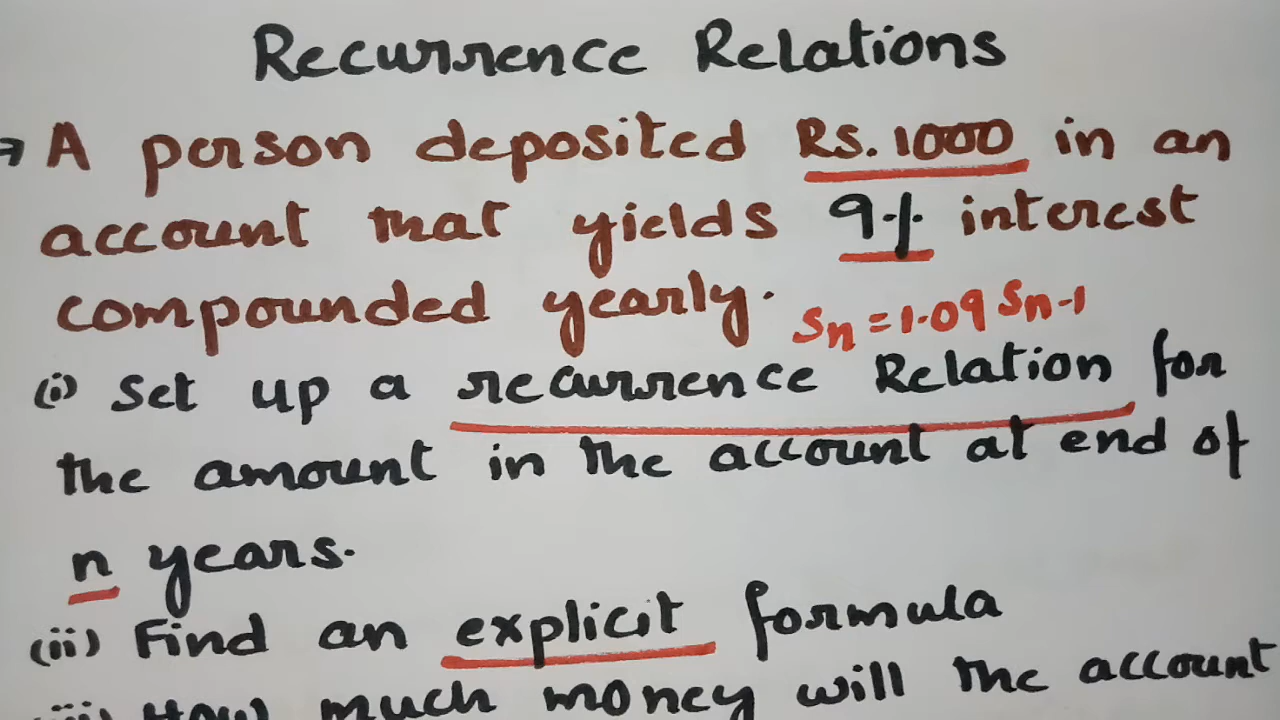 Recurrence Relations
→ A person deposited Rs. 1000 in an
account that yields 9% interest
compounded yearly.
Sn = 1.09 Sn-1
(i) Set up a recurrence Relation for
the amount in the account at end of
n years.
(ii) Find an explicit formula
(iii) How much money will the account